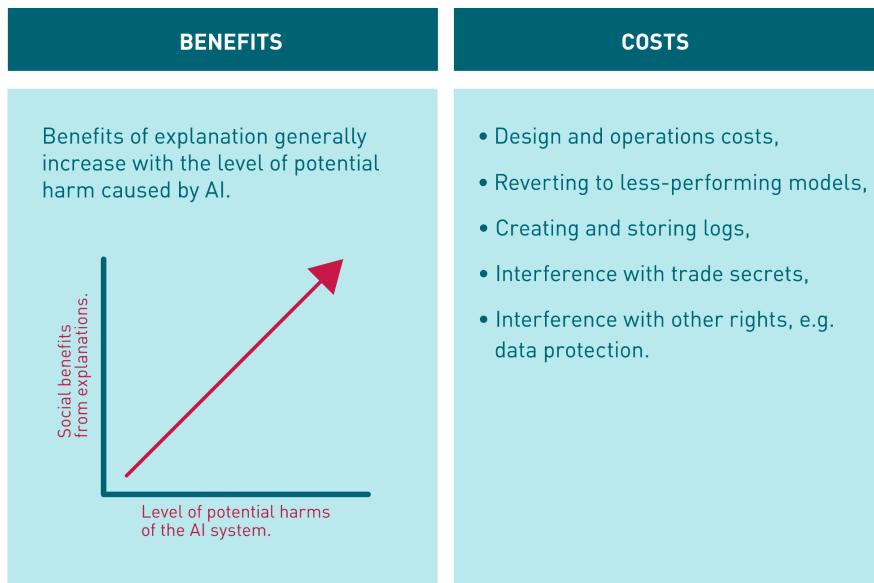 BENEFITS
Benefits of explanation generally
increase with the level of potential
harm caused by AI.
Social benefits
from explanations.
Level of potential harms
of the AI system.
COSTS
• Design and operations costs,
• Reverting to less-performing models,
• Creating and storing logs,
• Interference with trade secrets,
• Interference with other rights, e.g.
data protection.